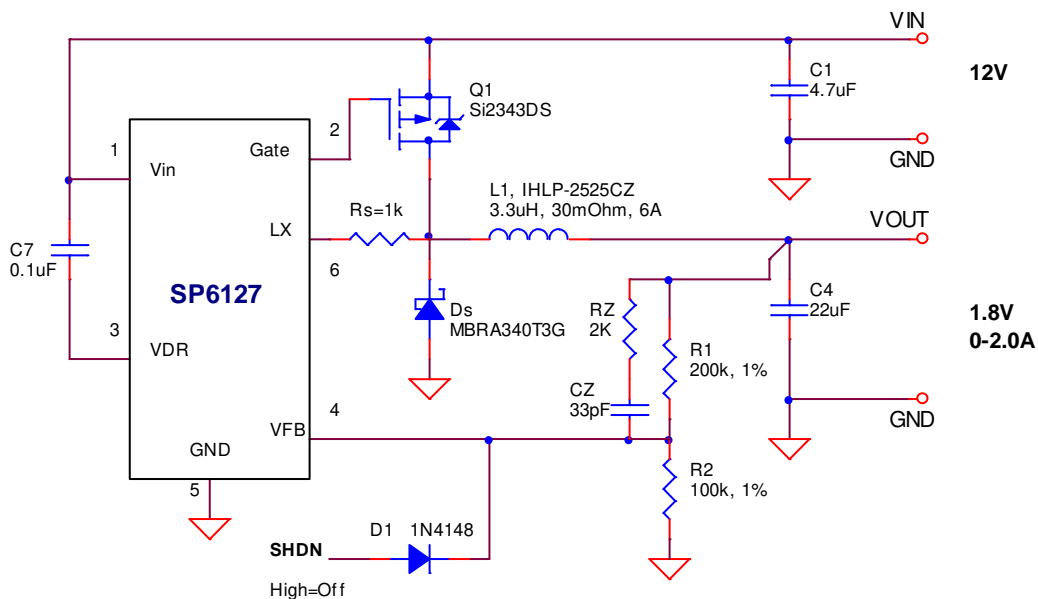 VIN
12V
C1
4.7uF
GND
Q1
Si2343DS
2
Gate
1
Vin
L1, IHLP-2525CZ
3.3uH, 30mOhm, 6A
VOUT
Rs=1k
LX
6
C7
0.1uF
SP6127
Ds
MBRA340T3G
RZ
2K
C4
22uF
1.8V
0-2.0A
3
VDR
R1
200k, 1%
CZ
33pF
4
VFB
GND
GND
5
R2
100k, 1%
D1 1N4148
SHDN
High=Off